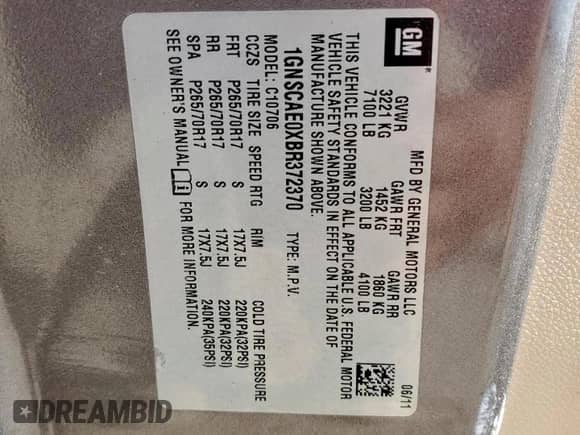 GM ®
MFD BY GENERAL MOTORS LLC
06/11
GVWR GAWR FRT GAWR RR
3221 KG 1452 KG 1860 KG
7100 LB 3200 LB 4100 LB
THIS VEHICLE CONFORMS TO ALL APPLICABLE U.S. FEDERAL MOTOR
VEHICLE SAFETY STANDARDS IN EFFECT ON THE DATE OF
MANUFACTURE SHOWN ABOVE.
1GNSCAE0XBR372370 TYPE: M.P.V.
C10706
CCZS TIRE SIZE SPEED RTG RIM COLD TIRE PRESSURE
FRT P265/70R17 S 17X7.5J 220KPA(32PSI)
RR P265/70R17 S 17X7.5J 220KPA(32PSI)
SPA P265/70R17 S 17X7.5J 240KPA(35PSI)
SEE OWNER'S MANUAL FOR MORE INFORMATION.
DREAMBID